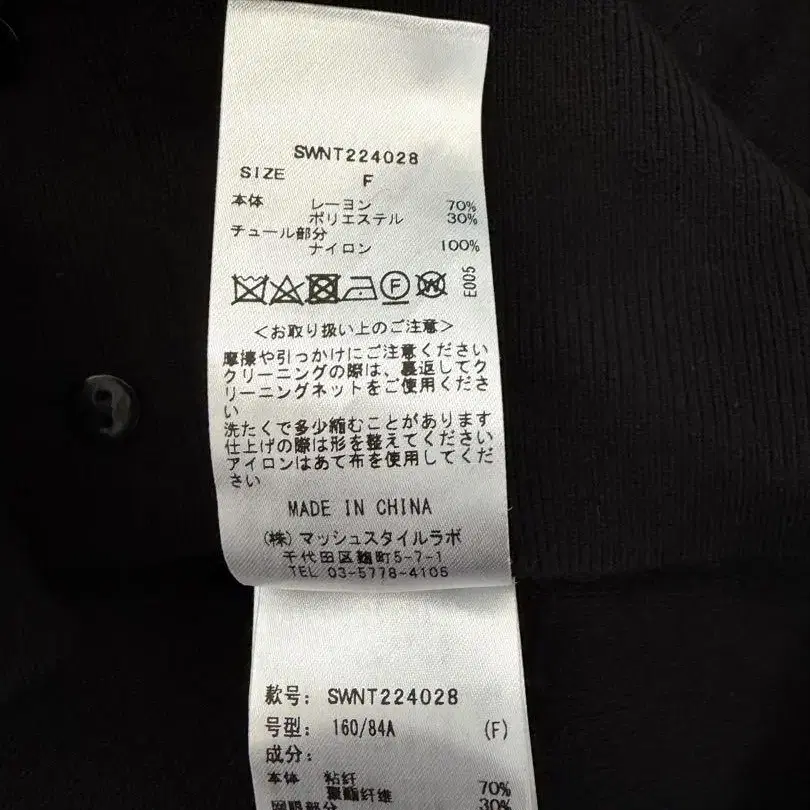 SWNT224028
SIZE F
本体 レーヨン 70%
ポリエステル 30%
チュール部分
ナイロン 100%
F W E005
＜お取り扱い上のご注意＞
摩擦や引っかけにご注意ください
クリーニングの際は、裏返してク
リーニングネットをご使用くださ
い
洗たくで多少縮むことがあります
仕上げの際は形を整えてください
アイロンはあて布を使用してくだ
さい
MADE IN CHINA
(株)マッシュスタイルラボ
千代田区麹町5-7-1
TEL 03-5778-4105
款号: SWNT224028
号型: 160/84A (F)
成分:
本体 粘纤 70%
聚酯纤维 30%
网眼部分